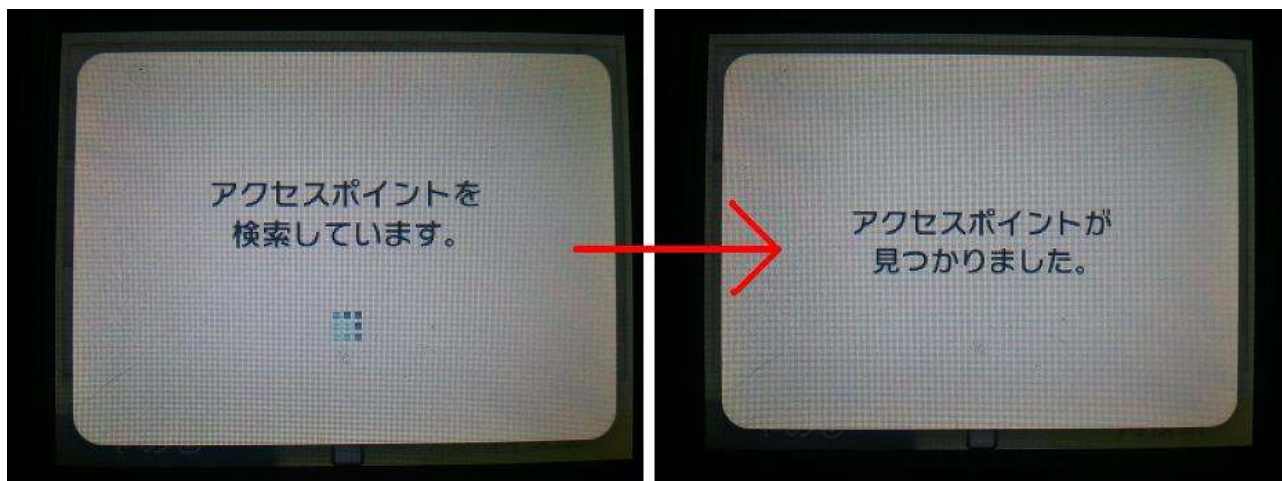 アクセスポイントを
検索しています。
アクセスポイントが
見つかりました。